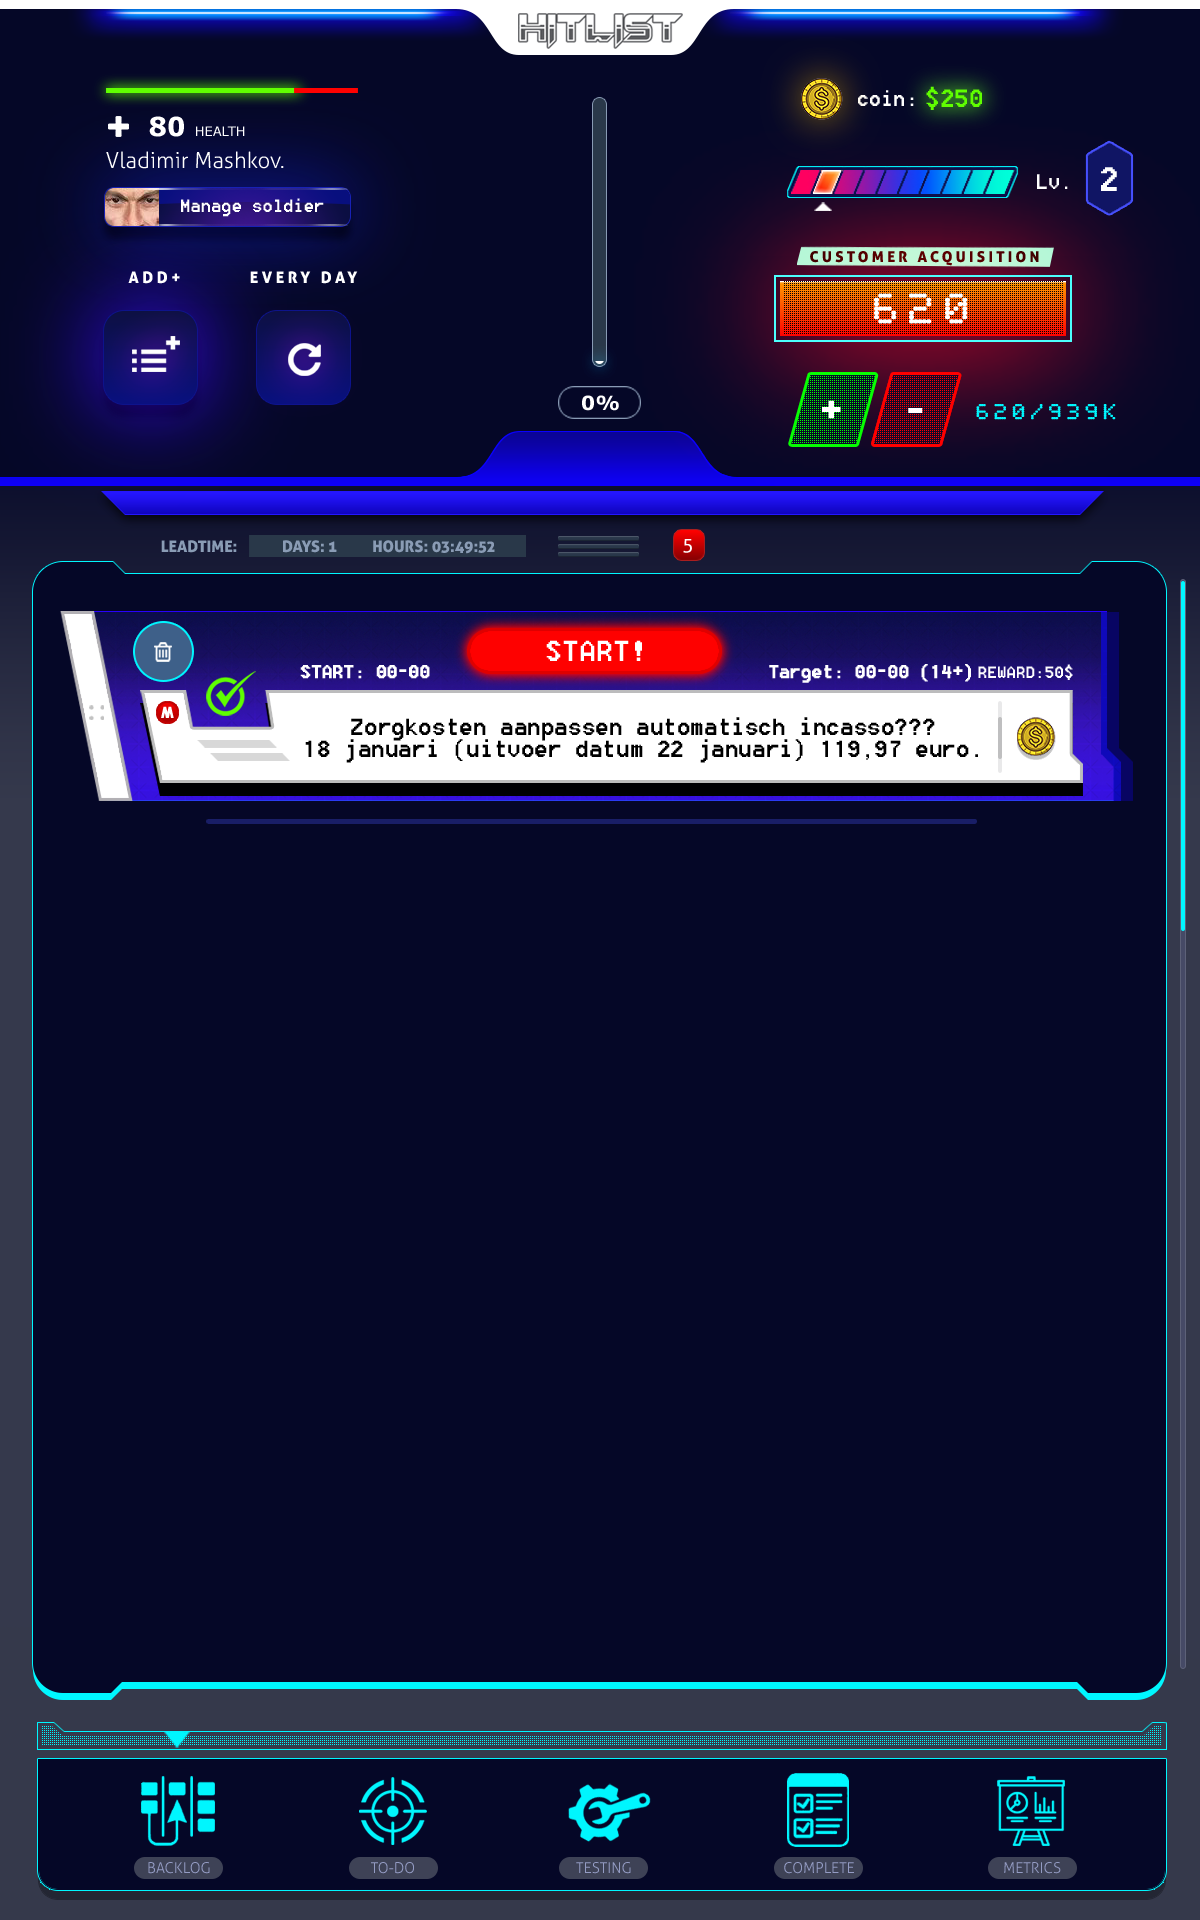 HITLIST
80 HEALTH
Vladimir Mashkov.
Manage soldier
ADD+
EVERY DAY
0%
coin: $250
Lv. 2
CUSTOMER ACQUISITION
620
+
-
620/939K
LEADTIME:
DAYS: 1
HOURS: 03:49:52
5
START!
START: 00-00
Target: 00-00 (14+) REWARD:50$
M
Zorgkosten aanpassen automatisch incasso???
18 januari (uitvoer datum 22 januari) 119,97 euro.
BACKLOG
TO-DO
TESTING
COMPLETE
METRICS